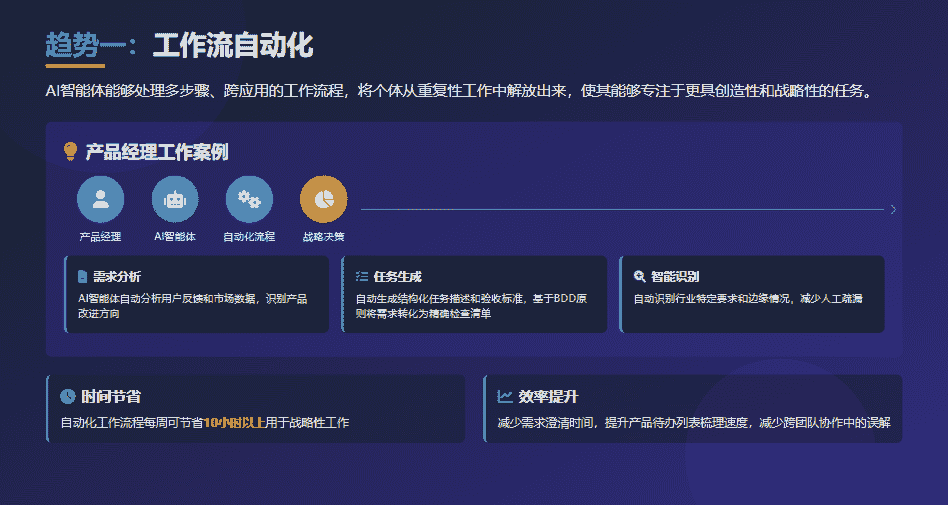 趋势一：工作流自动化
AI智能体能够处理多步骤、跨应用的工作流程，将个体从重复性工作中解放出来，使其能够专注于更具创造性和战略性的任务。
产品经理工作案例
产品经理
AI智能体
自动化流程
战略决策
需求分析
AI智能体自动分析用户反馈和市场数据，识别产品
改进方向
任务生成
自动生成结构化任务描述和验收标准，基于BDD原
则将需求转化为精确检查清单
智能识别
自动识别行业特定要求和边缘情况，减少人工疏漏
时间节省
自动化工作流程每周可节省10小时以上用于战略性工作
效率提升
减少需求澄清时间，提升产品待办列表梳理速度，减少跨团队协作中的误解